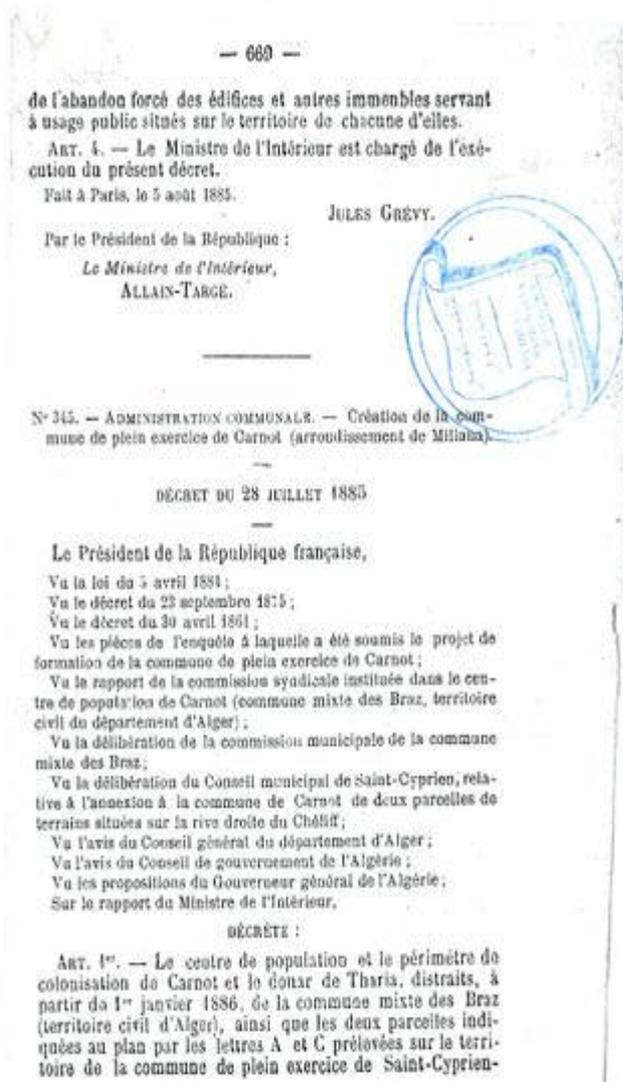 — 669 —
de l'abandon forcé des édifices et autres immeubles servant
à usage public situés sur le territoire de chacune d'elles.
ART. 4. — Le Ministre de l'Intérieur est chargé de l'exé-
cution du présent décret.
Fait à Paris, le 5 août 1885.
JULES GRÉVY.
Par le Président de la République :
Le Ministre de l'Intérieur,
ALLAIN-TARGÉ.
N° 345. — ADMINISTRATION COMMUNALE. — Création de la com-
mune de plein exercice de Carnot (arrondissement de Miliana).
DÉCRET DU 28 JUILLET 1885
Le Président de la République française,
Vu la loi du 5 avril 1884 ;
Vu le décret du 23 septembre 1875 ;
Vu le décret du 30 avril 1861 ;
Vu les pièces de l'enquête à laquelle a été soumis le projet de
formation de la commune de plein exercice de Carnot ;
Vu le rapport de la commission syndicale instituée dans le cen-
tre de population de Carnot (commune mixte des Braz, territoire
civil du département d'Alger) ;
Vu la délibération de la commission municipale de la commune
mixte des Braz ;
Vu la délibération du Conseil municipal de Saint-Cyprien, rela-
tive à l'annexion à la commune de Carnot de deux parcelles de
terrains situées sur la rive droite du Chéliff ;
Vu l'avis du Conseil général du département d'Alger ;
Vu l'avis du Conseil de gouvernement de l'Algérie ;
Vu les propositions du Gouverneur général de l'Algérie ;
Sur le rapport du Ministre de l'Intérieur,
DÉCRÈTE :
ART. 1er. — Le centre de population et le périmètre de
colonisation de Carnot et le douar de Tharia, distraits, à
partir du 1er janvier 1886, de la commune mixte des Braz
(territoire civil d'Alger), ainsi que les deux parcelles indi-
quées au plan par les lettres A et C prélevées sur le terri-
toire de la commune de plein exercice de Saint-Cyprien-